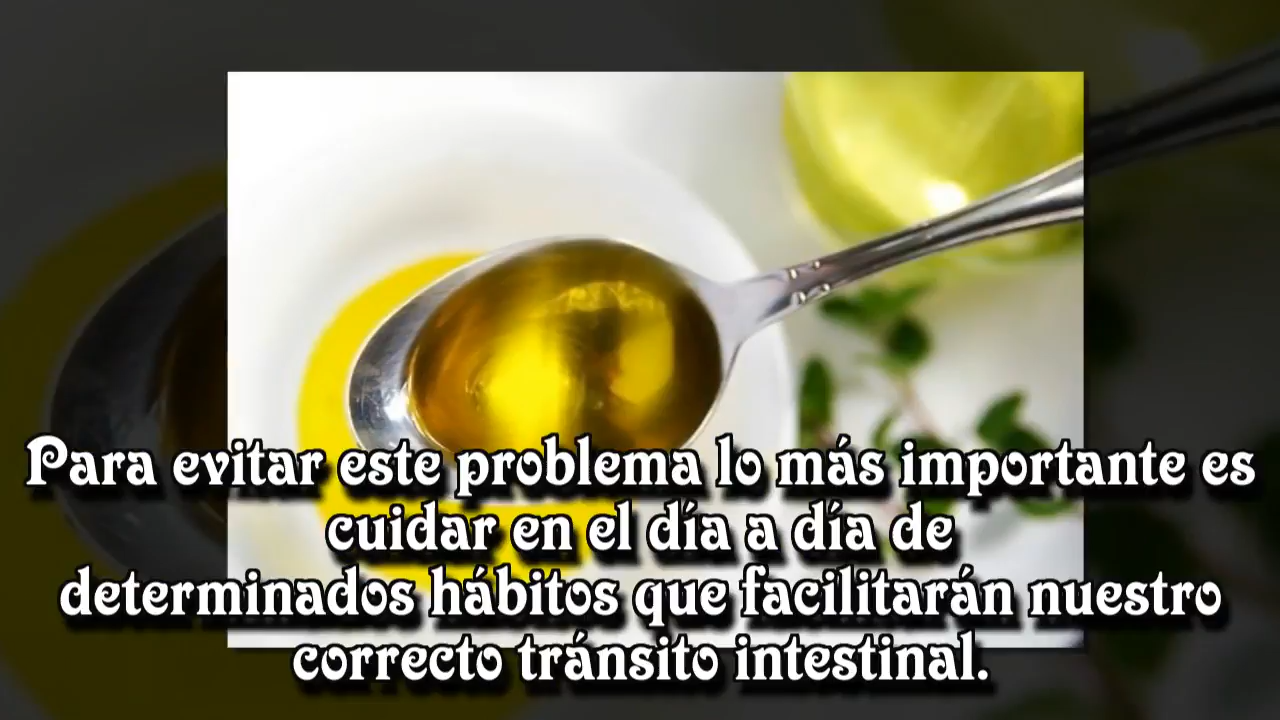 Para evitar este problema lo más importante es
cuidar en el día a día de
determinados hábitos que facilitarán nuestro
correcto tránsito intestinal.